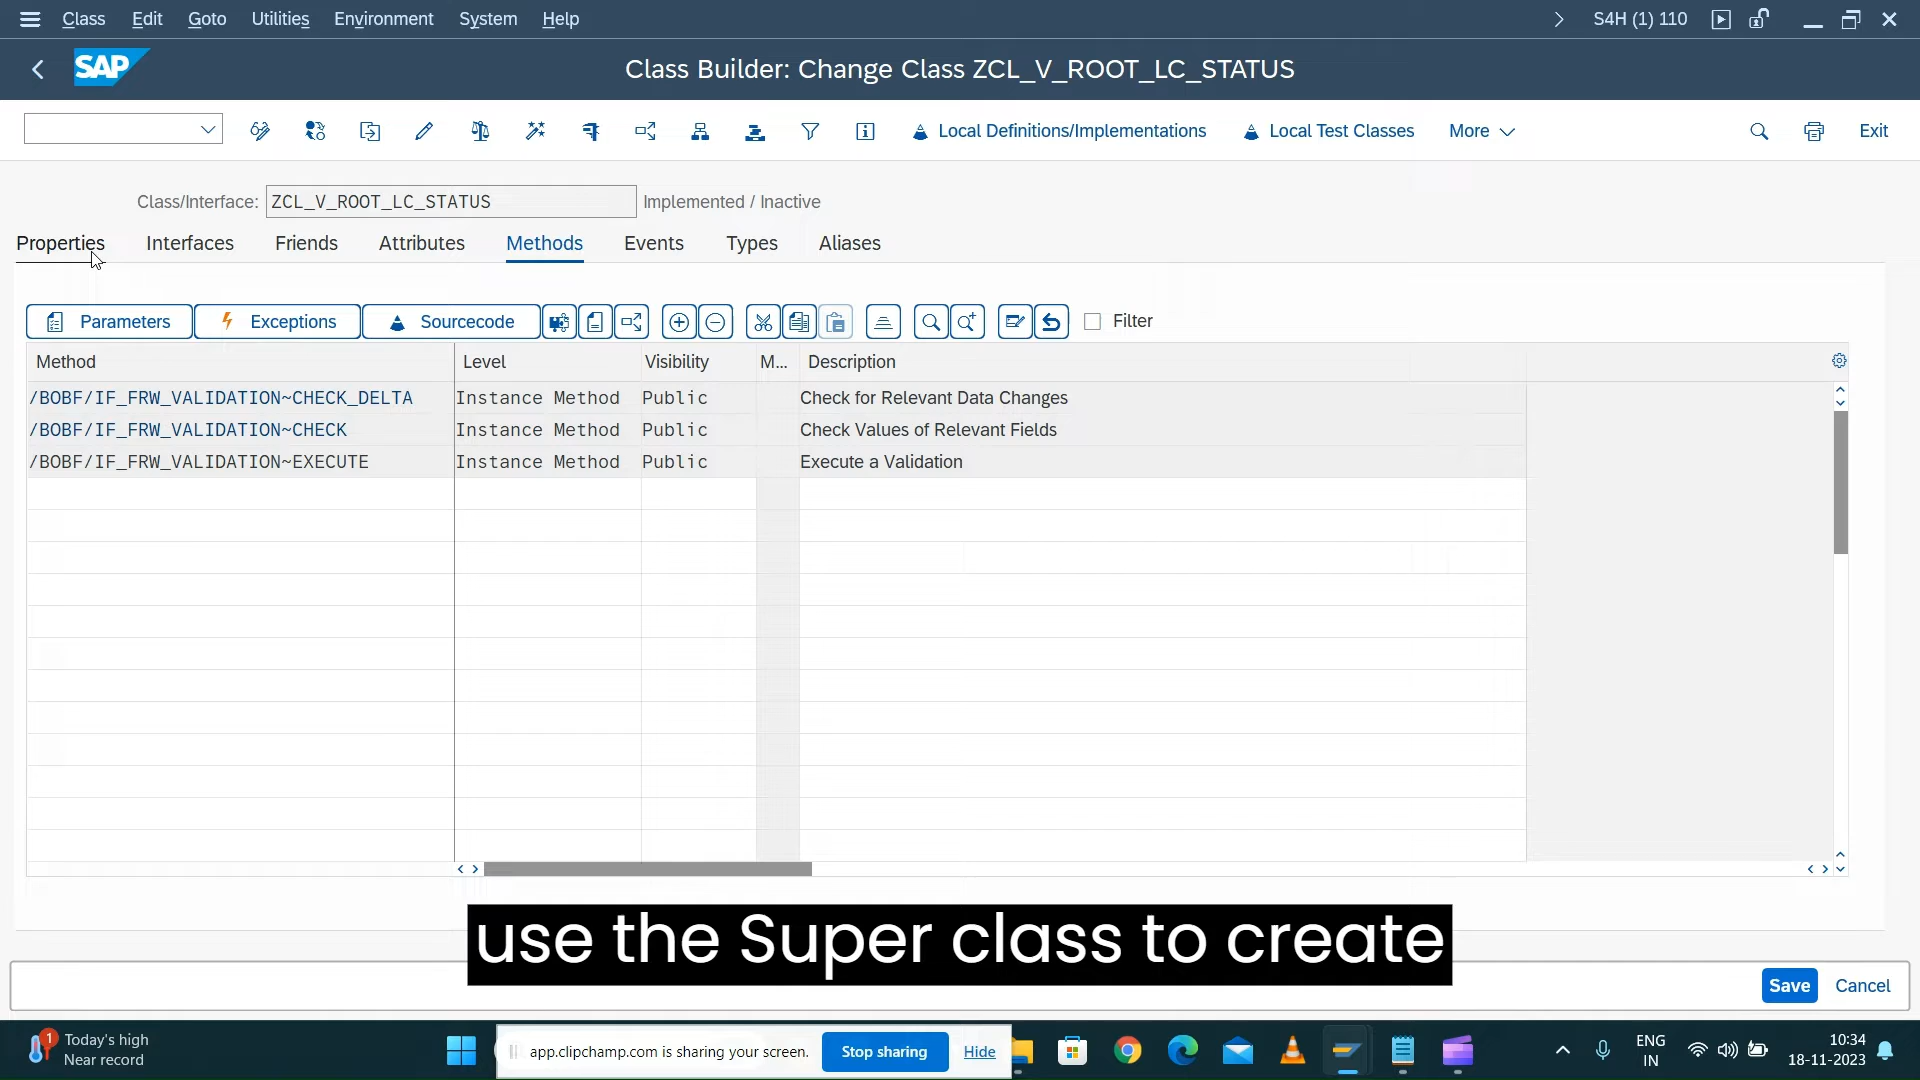 Class Edit Goto Utilities Environment System Help S4H (1) 110
SAP Class Builder: Change Class ZCL_V_ROOT_LC_STATUS
Local Definitions/Implementations Local Test Classes More Exit
Class/Interface: ZCL_V_ROOT_LC_STATUS Implemented / Inactive
Properties Interfaces Friends Attributes Methods Events Types Aliases
Parameters Exceptions Sourcecode Filter
Method Level Visibility M... Description
/BOBF/IF_FRW_VALIDATION~CHECK_DELTA Instance Method Public Check for Relevant Data Changes
/BOBF/IF_FRW_VALIDATION~CHECK Instance Method Public Check Values of Relevant Fields
/BOBF/IF_FRW_VALIDATION~EXECUTE Instance Method Public Execute a Validation
use the Super class to create
Save Cancel
1 Today's high
Near record
app.clipchamp.com is sharing your screen. Stop sharing Hide
ENG
IN
10:34
18-11-2023